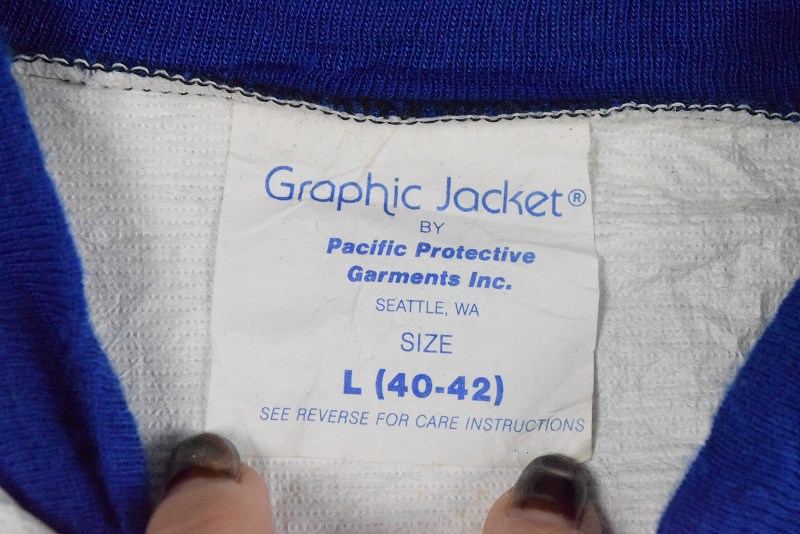 Graphic Jacket®
BY
Pacific Protective
Garments Inc.
SEATTLE, WA
SIZE
L (40-42)
SEE REVERSE FOR CARE INSTRUCTIONS